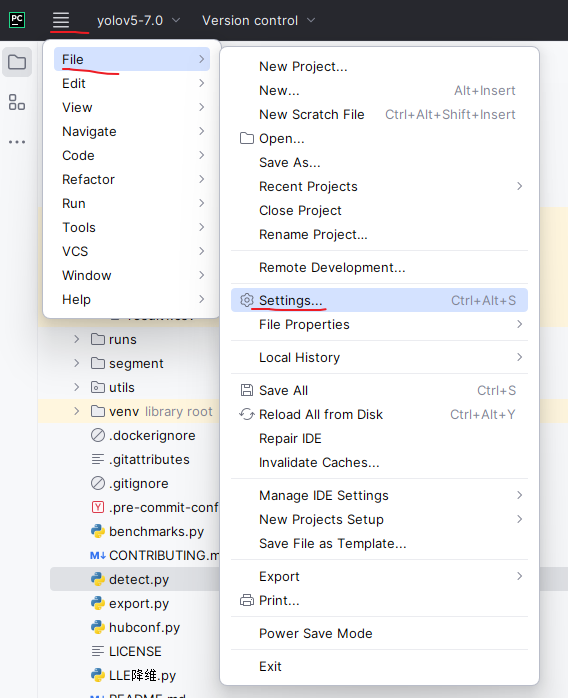 PC
yolov5-7.0
Version control
File
Edit
View
Navigate
Code
Refactor
Run
Tools
VCS
Window
Help
New Project...
New... Alt+Insert
New Scratch File Ctrl+Alt+Shift+Insert
Open...
Save As...
Recent Projects
Close Project
Rename Project...
Remote Development...
Settings... Ctrl+Alt+S
File Properties
Local History
Save All Ctrl+S
Reload All from Disk Ctrl+Alt+Y
Repair IDE
Invalidate Caches...
Manage IDE Settings
New Projects Setup
Save File as Template...
Export
Print...
Power Save Mode
Exit
runs
segment
utils
venv library root
.dockerignore
.gitattributes
.gitignore
Y .pre-commit-conf
benchmarks.py
M↓ CONTRIBUTING.m
detect.py
export.py
hubconf.py
LICENSE
LLE降维.py